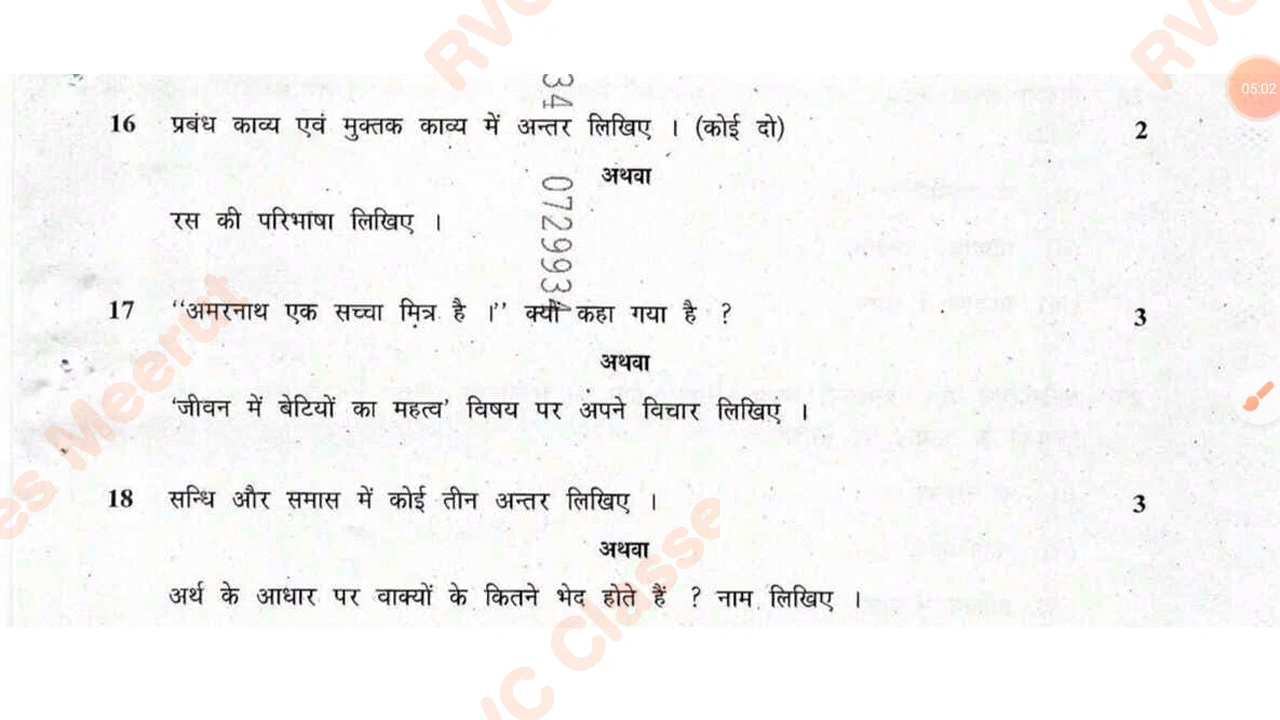 RVC
RVC
05:02
34 0729934
16 प्रबंध काव्य एवं मुक्तक काव्य में अन्तर लिखिए । (कोई दो) 2
अथवा
रस की परिभाषा लिखिए ।
17 “अमरनाथ एक सच्चा मित्र है ।” क्यों कहा गया है ? 3
अथवा
‘जीवन में बेटियों का महत्व’ विषय पर अपने विचार लिखिए ।
18 सन्धि और समास में कोई तीन अन्तर लिखिए । 3
अथवा
अर्थ के आधार पर वाक्यों के कितने भेद होते हैं ? नाम लिखिए ।
es Meerut
RVC Classe